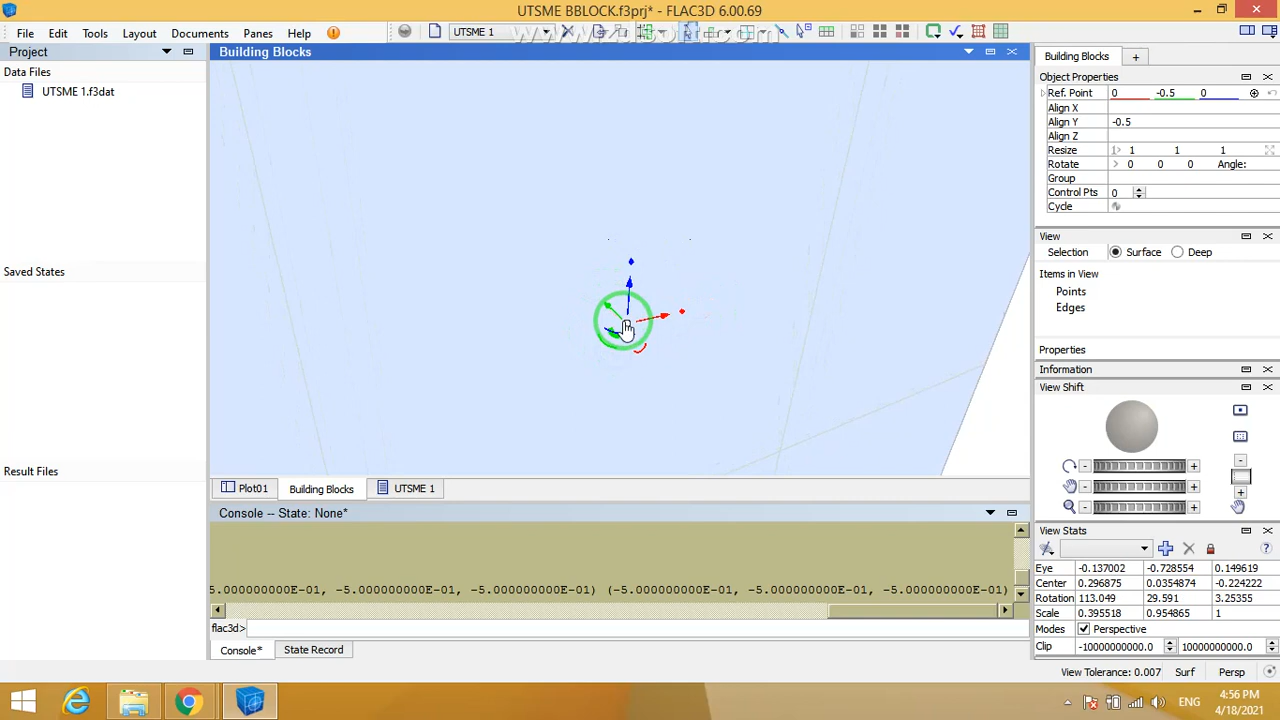 UTSME BBLOCK.f3prj* - FLAC3D 6.00.69
File Edit Tools Layout Documents Panes Help
UTSME 1
Project
Data Files
UTSME 1.f3dat
Saved States
Result Files
Building Blocks
Plot01 Building Blocks UTSME 1
Console -- State: None*
5.000000000E-01, -5.000000000E-01, -5.000000000E-01) (-5.000000000E-01, -5.000000000E-01, -5.000000000E-01)
flac3d>
Console* State Record
Building Blocks +
Object Properties
Ref. Point 0 -0.5 0
Align X
Align Y -0.5
Align Z
Resize 1 1 1
Rotate 0 0 0 Angle:
Group
Control Pts 0
Cycle
View
Selection Surface Deep
Items in View
Points
Edges
Properties
Information
View Shift
- +
- +
- +
-
+
View Stats
Eye -0.137002 -0.728554 0.149619
Center 0.296875 0.0354874 -0.224222
Rotation 113.049 29.591 3.25355
Scale 0.395518 0.954865 1
Modes Perspective
Clip -10000000000.0 10000000000.0
View Tolerance: 0.007 Surf Persp
ENG
4:56 PM
4/18/2021